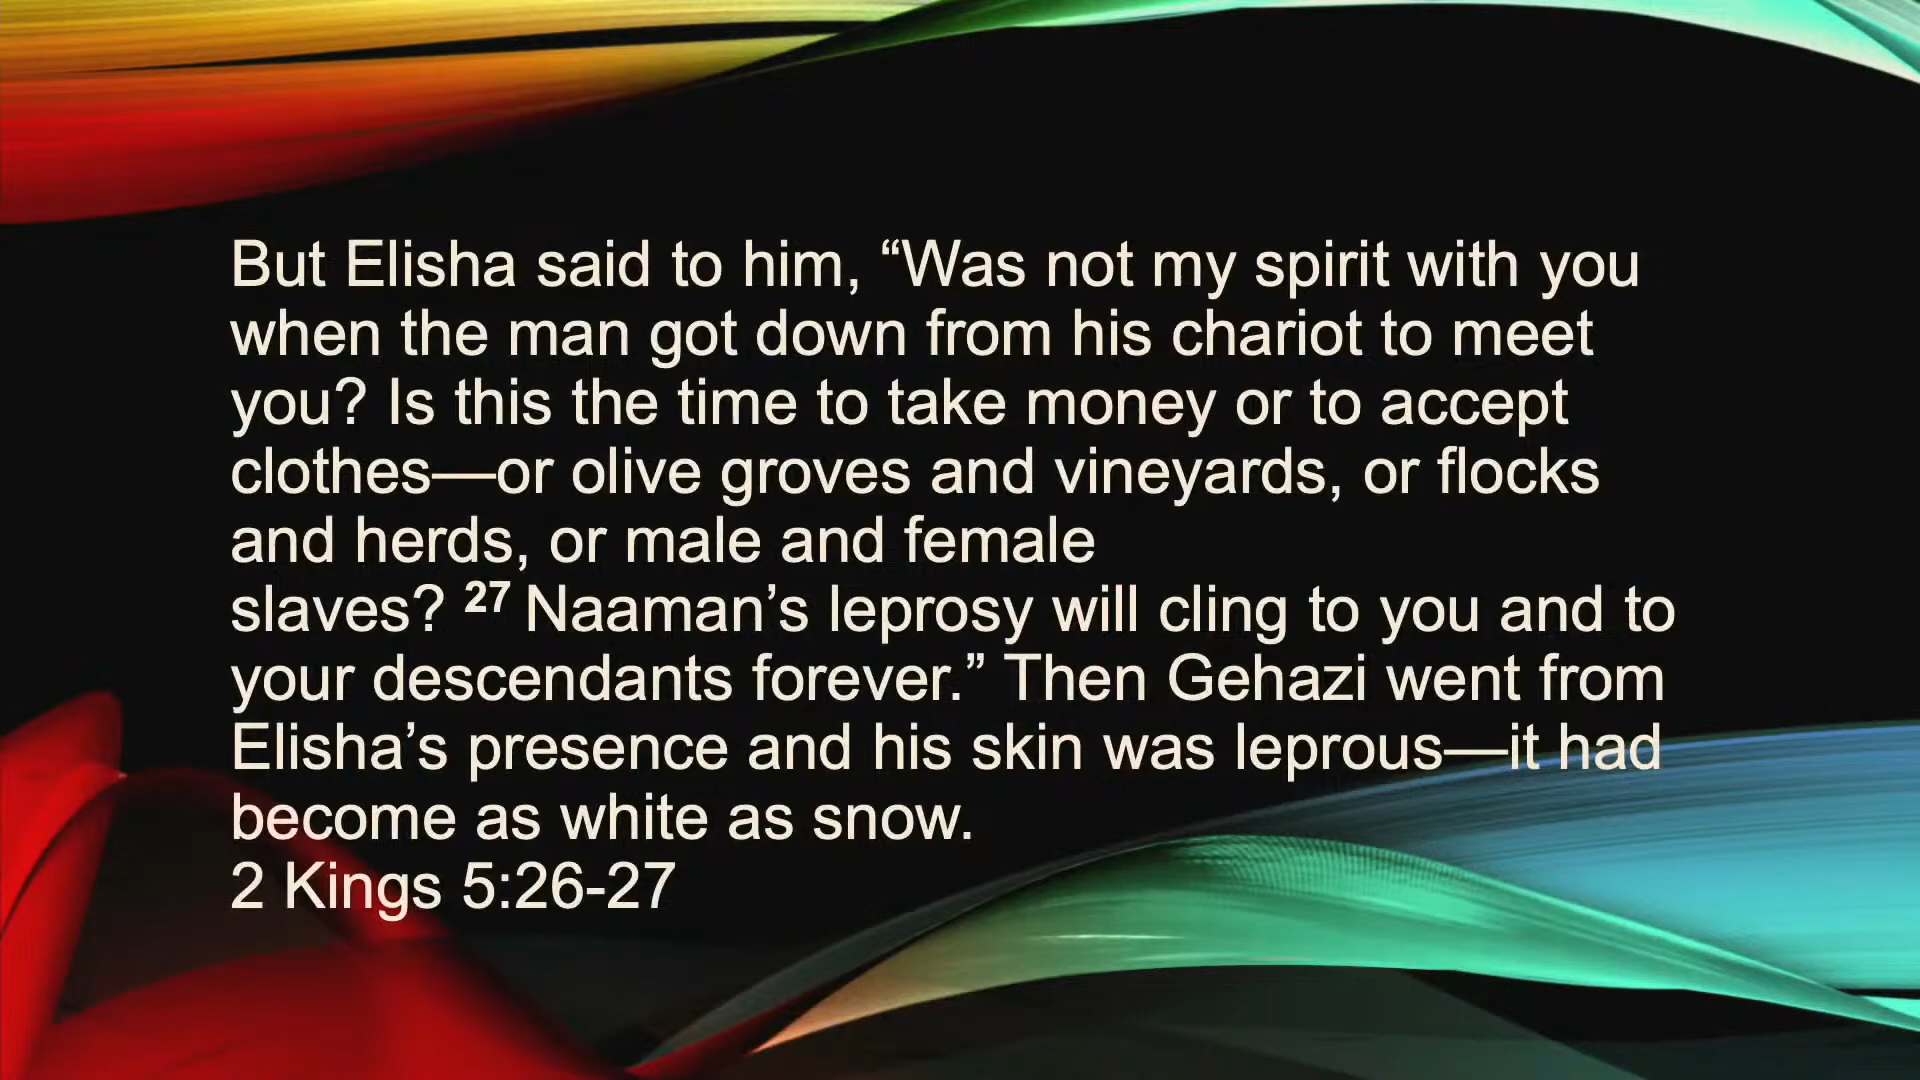 But Elisha said to him, “Was not my spirit with you
when the man got down from his chariot to meet
you? Is this the time to take money or to accept
clothes—or olive groves and vineyards, or flocks
and herds, or male and female
slaves? 27 Naaman’s leprosy will cling to you and to
your descendants forever.” Then Gehazi went from
Elisha’s presence and his skin was leprous—it had
become as white as snow.
2 Kings 5:26-27